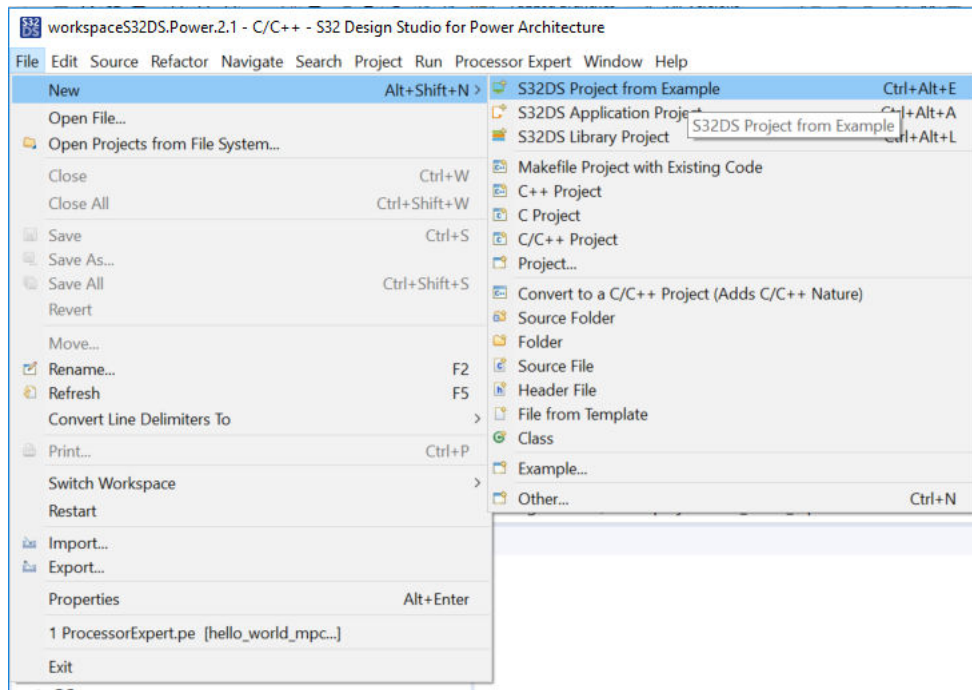 S32 DS workspaceS32DS.Power.2.1 - C/C++ - S32 Design Studio for Power Architecture
File Edit Source Refactor Navigate Search Project Run Processor Expert Window Help
New Alt+Shift+N >
Open File...
Open Projects from File System...
Close Ctrl+W
Close All Ctrl+Shift+W
Save Ctrl+S
Save As...
Save All Ctrl+Shift+S
Revert
Move...
Rename... F2
Refresh F5
Convert Line Delimiters To >
Print... Ctrl+P
Switch Workspace >
Restart
Import...
Export...
Properties Alt+Enter
1 ProcessorExpert.pe [hello_world_mpc...]
Exit
S32DS Project from Example Ctrl+Alt+E
S32DS Application Project Ctrl+Alt+A
S32DS Project from Example
S32DS Library Project Ctrl+Alt+L
Makefile Project with Existing Code
C++ Project
C Project
C/C++ Project
Project...
Convert to a C/C++ Project (Adds C/C++ Nature)
Source Folder
Folder
Source File
Header File
File from Template
Class
Example...
Other... Ctrl+N